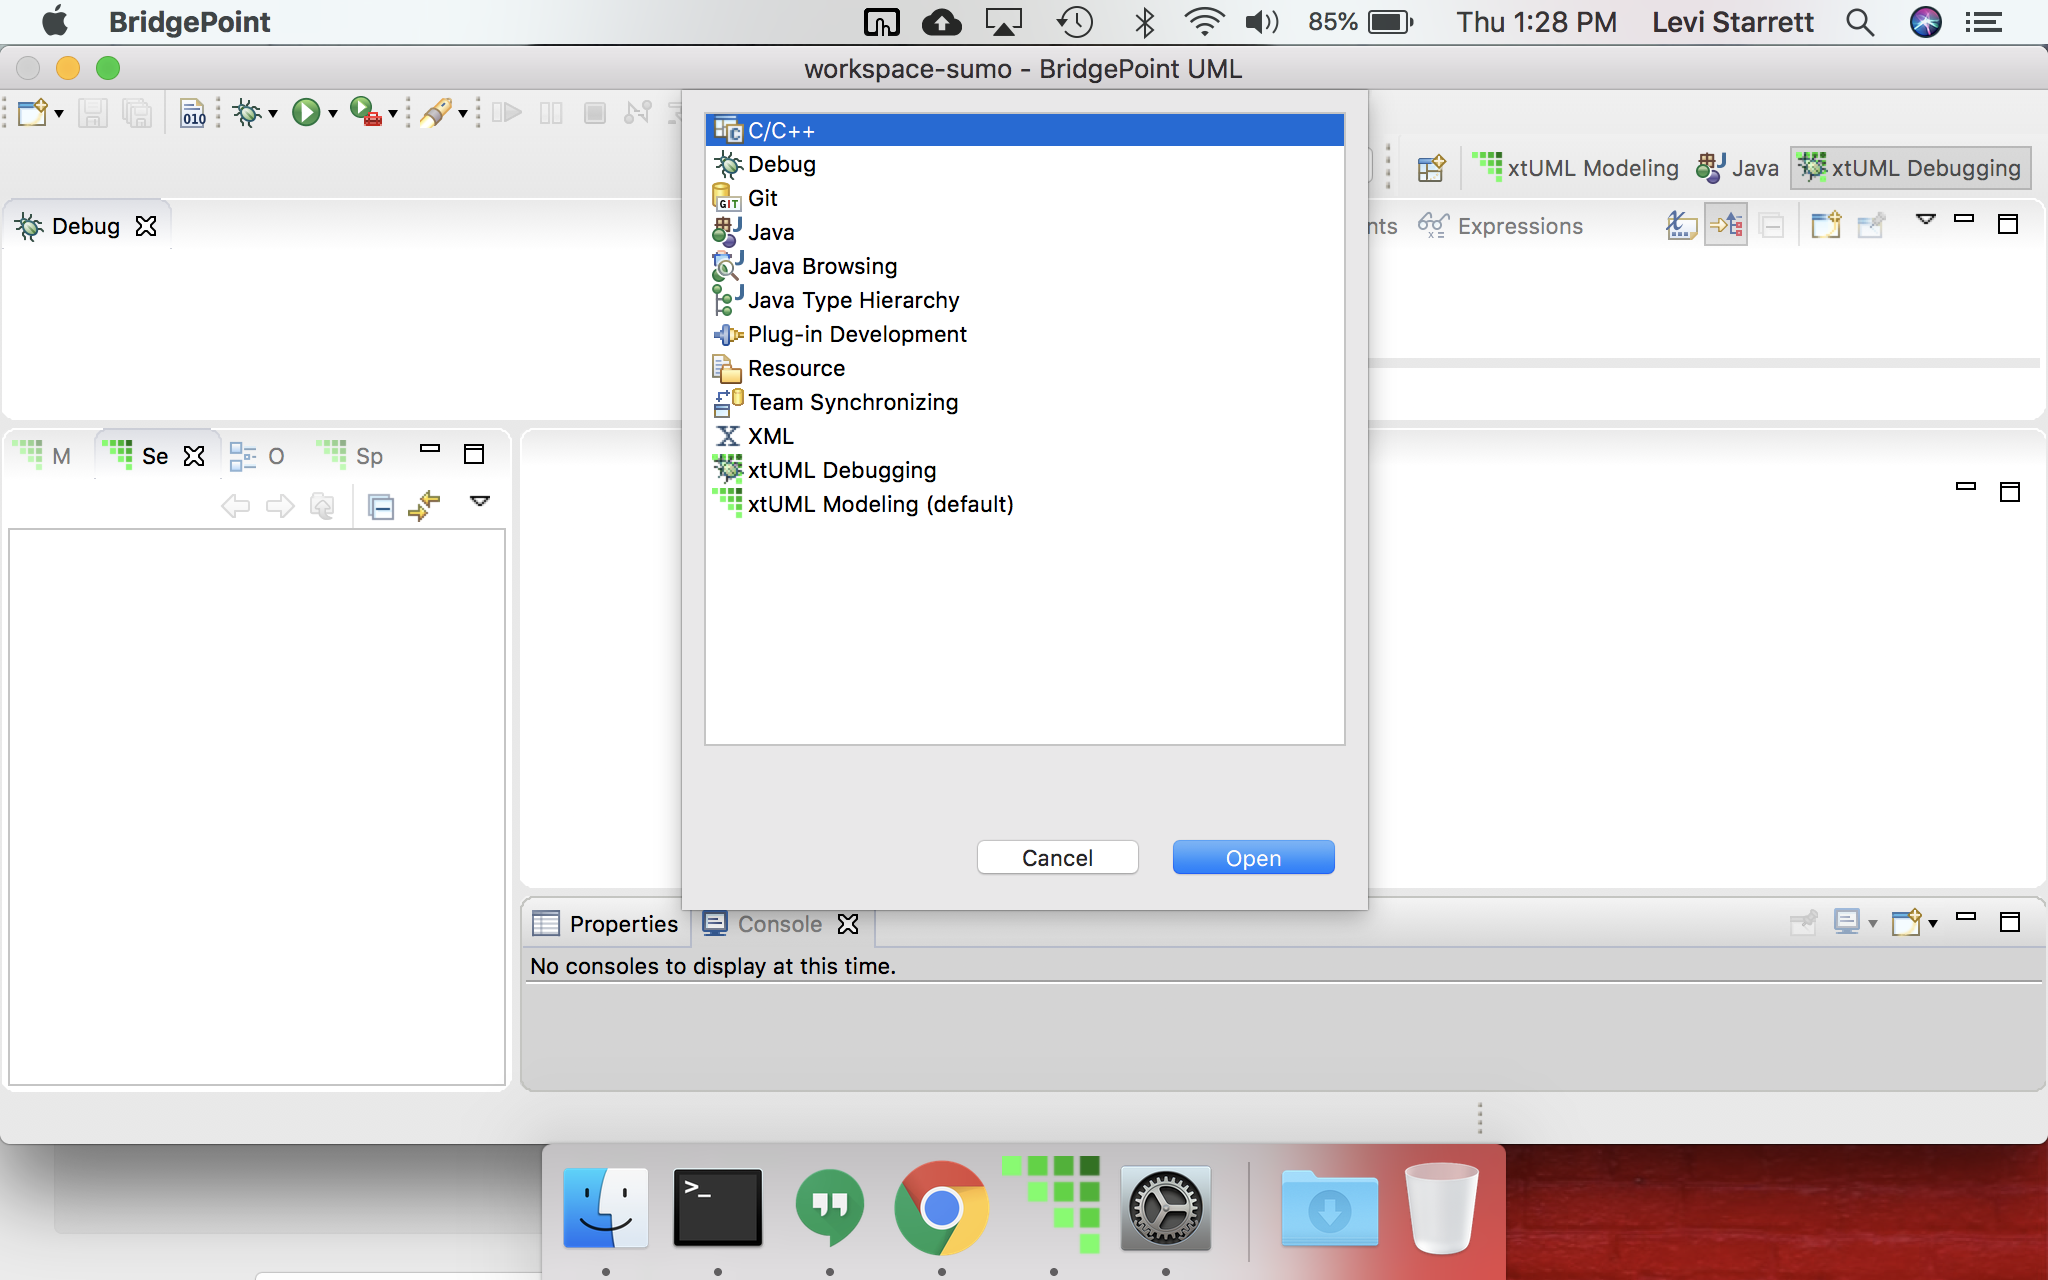 BridgePoint
85%
Thu 1:28 PM
Levi Starrett
workspace-sumo - BridgePoint UML
010
C/C++
Debug
Git
Java
Java Browsing
Java Type Hierarchy
Plug-in Development
Resource
Team Synchronizing
XML
xtUML Debugging
xtUML Modeling (default)
Cancel
Open
xtUML Modeling
Java
xtUML Debugging
Debug
nts
Expressions
M
Se
O
Sp
Properties
Console
No consoles to display at this time.